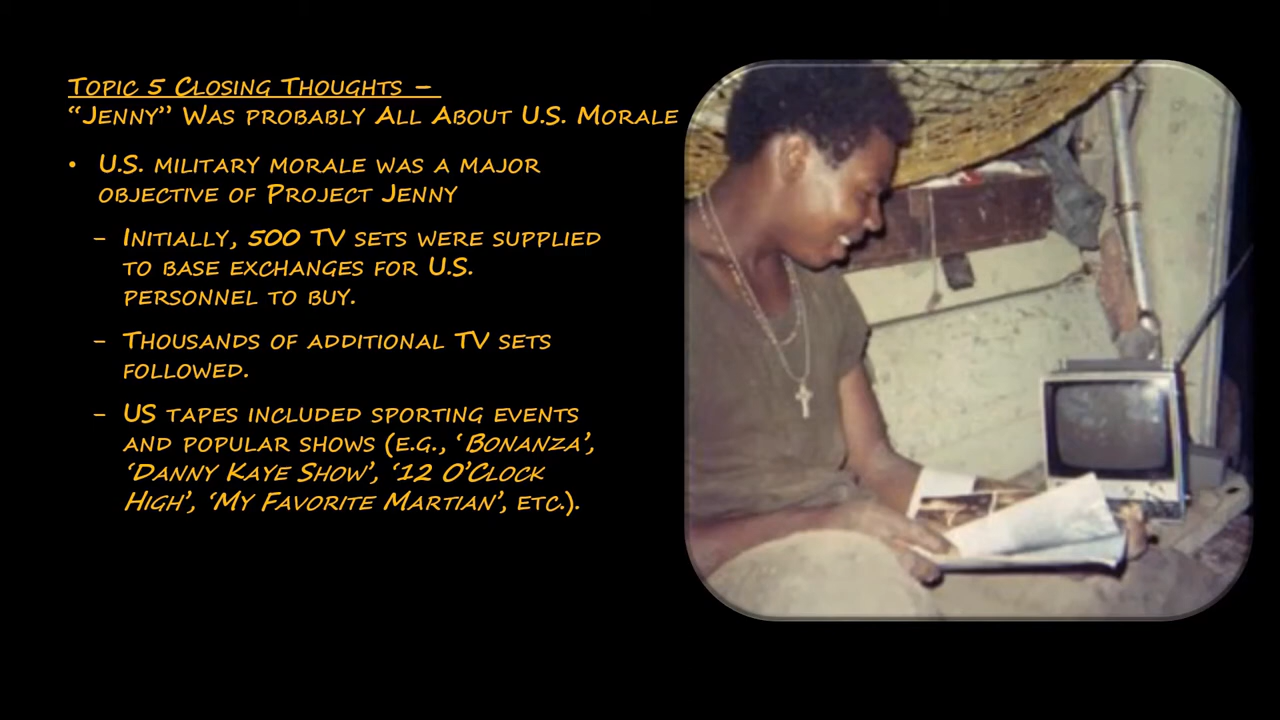 Topic 5 Closing Thoughts –
“Jenny” Was probably All About U.S. Morale
• U.S. military morale was a major
objective of Project Jenny
– Initially, 500 TV sets were supplied
to base exchanges for U.S.
personnel to buy.
– Thousands of additional TV sets
followed.
– US tapes included sporting events
and popular shows (e.g., ‘Bonanza’,
‘Danny Kaye Show’, ‘12 O’Clock
High’, ‘My Favorite Martian’, etc.).